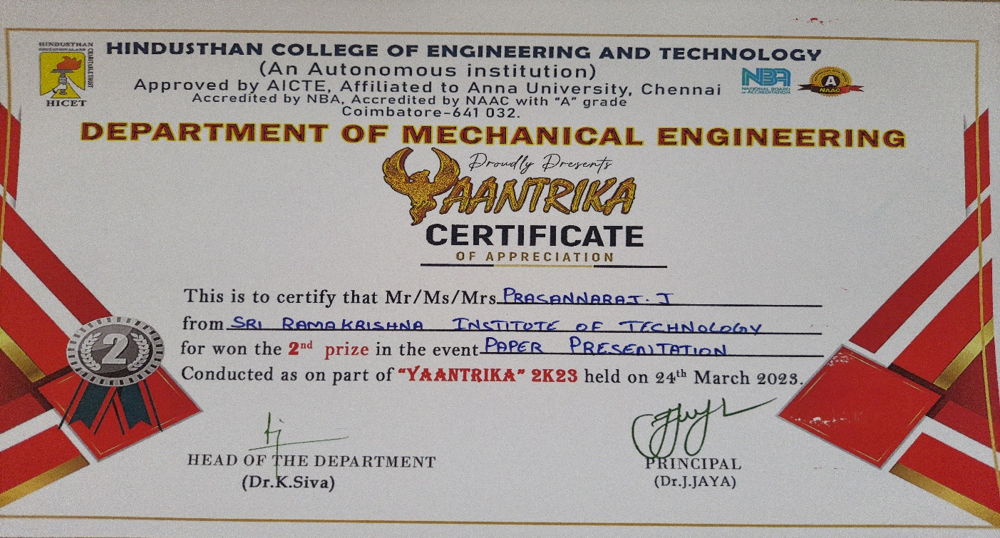 HINDUSTHAN
EDUCATIONAL AND
CHARITABLE TRUST
HICET
HINDUSTHAN COLLEGE OF ENGINEERING AND TECHNOLOGY
(An Autonomous institution)
Approved by AICTE, Affiliated to Anna University, Chennai
Accredited by NBA, Accredited by NAAC with "A" grade
Coimbatore-641 032.
NBA
NATIONAL BOARD
OF ACCREDITATION
A
NAAC
DEPARTMENT OF MECHANICAL ENGINEERING
Proudly Presents
YAANTRIKA
CERTIFICATE
OF APPRECIATION
This is to certify that Mr/Ms/Mrs PRASANNARAJ. J
from SRI RAMAKRISHNA INSTITUTE OF TECHNOLOGY
for won the 2nd prize in the event PAPER PRESENTATION
Conducted as on part of "YAANTRIKA" 2K23 held on 24th March 2023.
2
HEAD OF THE DEPARTMENT
(Dr.K.Siva)
PRINCIPAL
(Dr.J.JAYA)